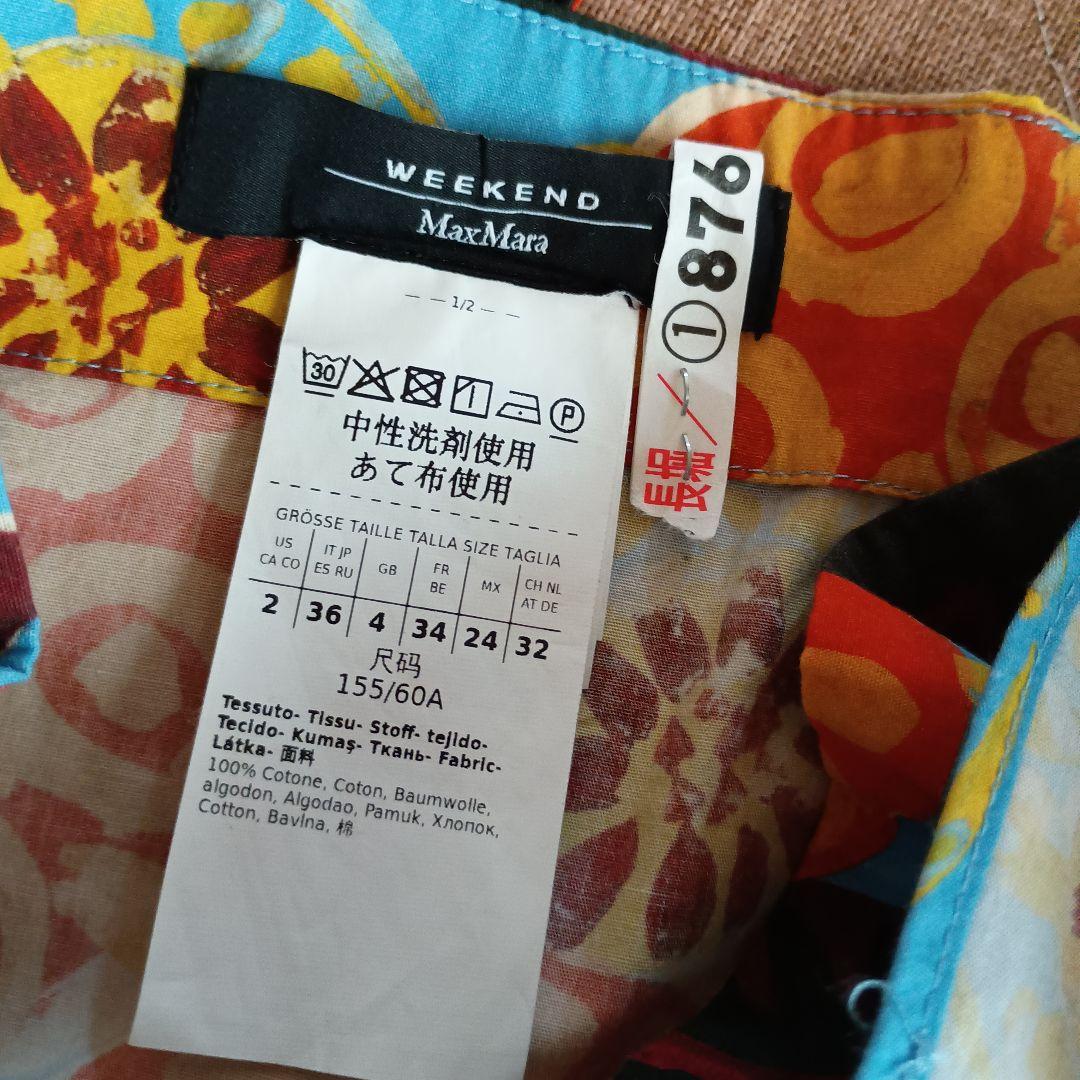 WEEKEND
MaxMara
①876
— — 1/2 — —
30
P
中性洗剤使用
あて布使用
GRÖSSE TAILLE TALLA SIZE TAGLIA
US CA CO
IT JP ES RU
GB
FR BE
MX
CH NL AT DE
2 36 4 34 24 32
尺码
155/60A
Tessuto- Tissu- Stoff- tejido-
Tecido- Kumaş- Ткань- Fabric-
Látka- 面料
100% Cotone, Coton, Baumwolle,
algodon, Algodao, Pamuk, Хлопок,
Cotton, Bavlna, 棉